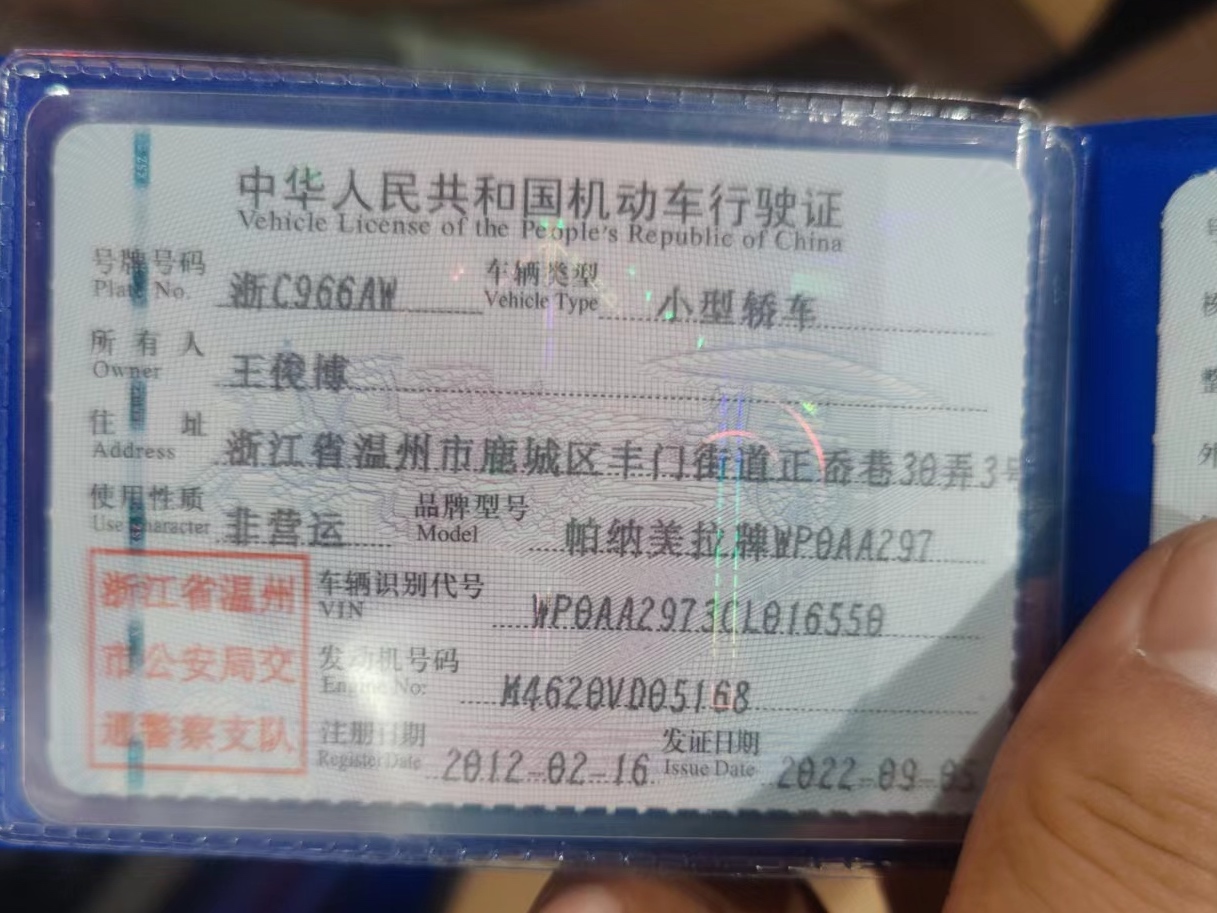 中华人民共和国机动车行驶证
Vehicle License of the People's Republic of China
号牌号码 浙C966AW 车辆类型 小型轿车
Plate No. Vehicle Type
所有人 王俊博
Owner
住址 浙江省温州市鹿城区丰门街道正岙巷30弄3号
Address
使用性质 非营运 品牌型号 帕纳美拉牌WP0AA297
Use Character Model
浙江省温州 车辆识别代号 WP0AA2973CL016550
VIN
市公安局交 发动机号码 M4620VD05168
Engine No:
通警察支队 注册日期 2012-02-16 发证日期 2022-09-05
Register Date Issue Date
外